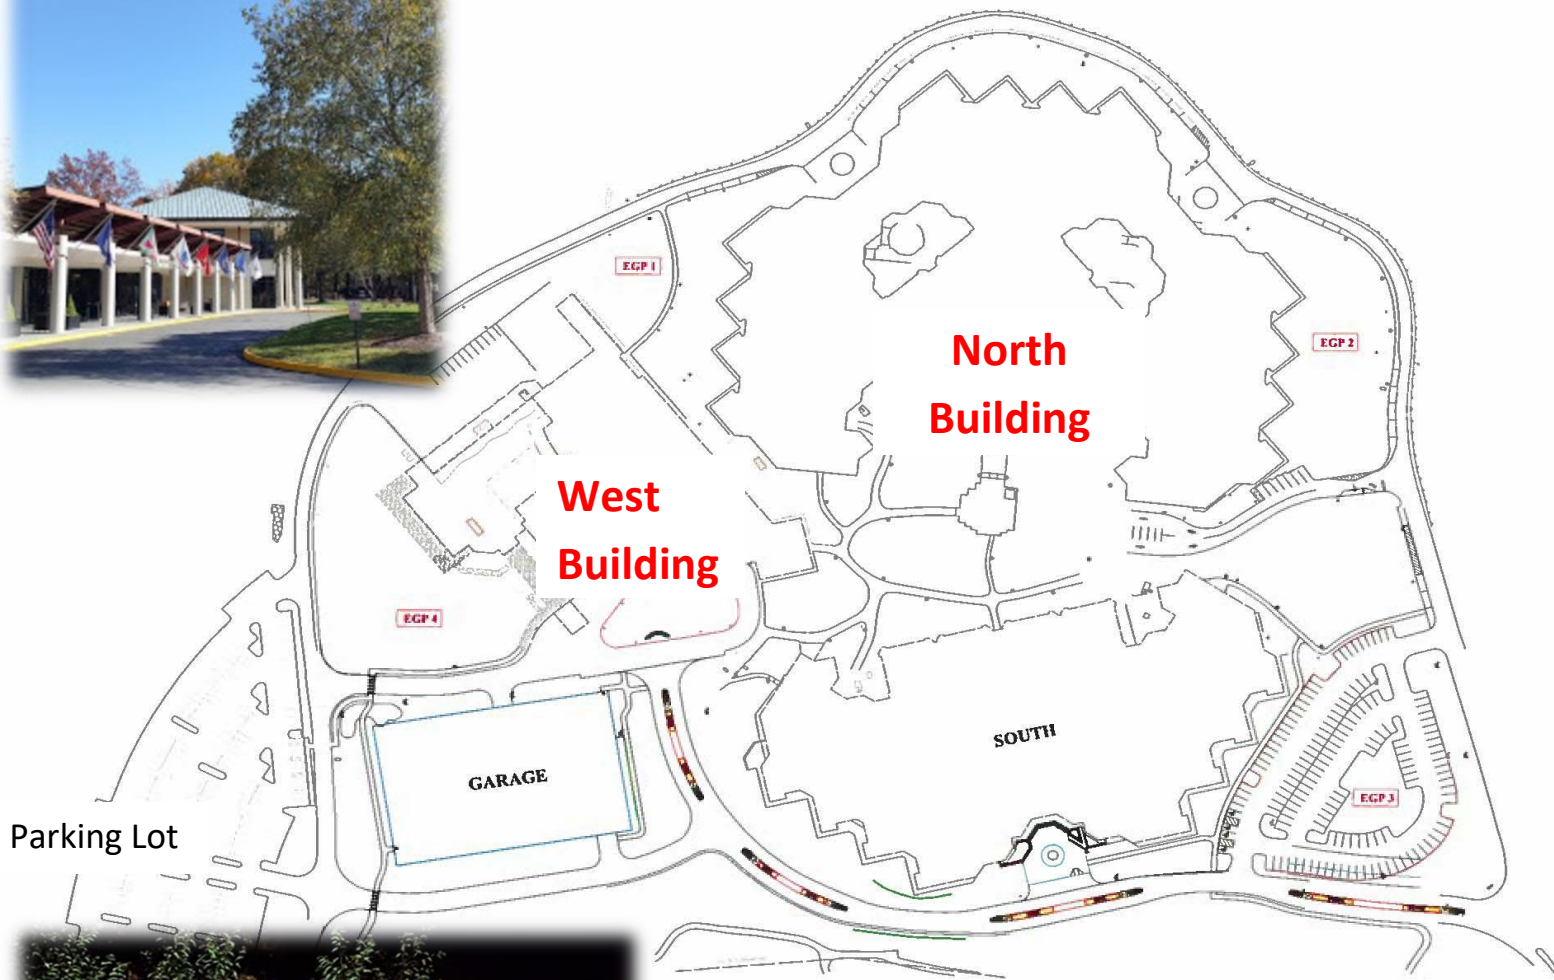 EGP 1
North
Building
EGP 2
West
Building
EGP 4
SOUTH
GARAGE
EGP 3
Parking Lot